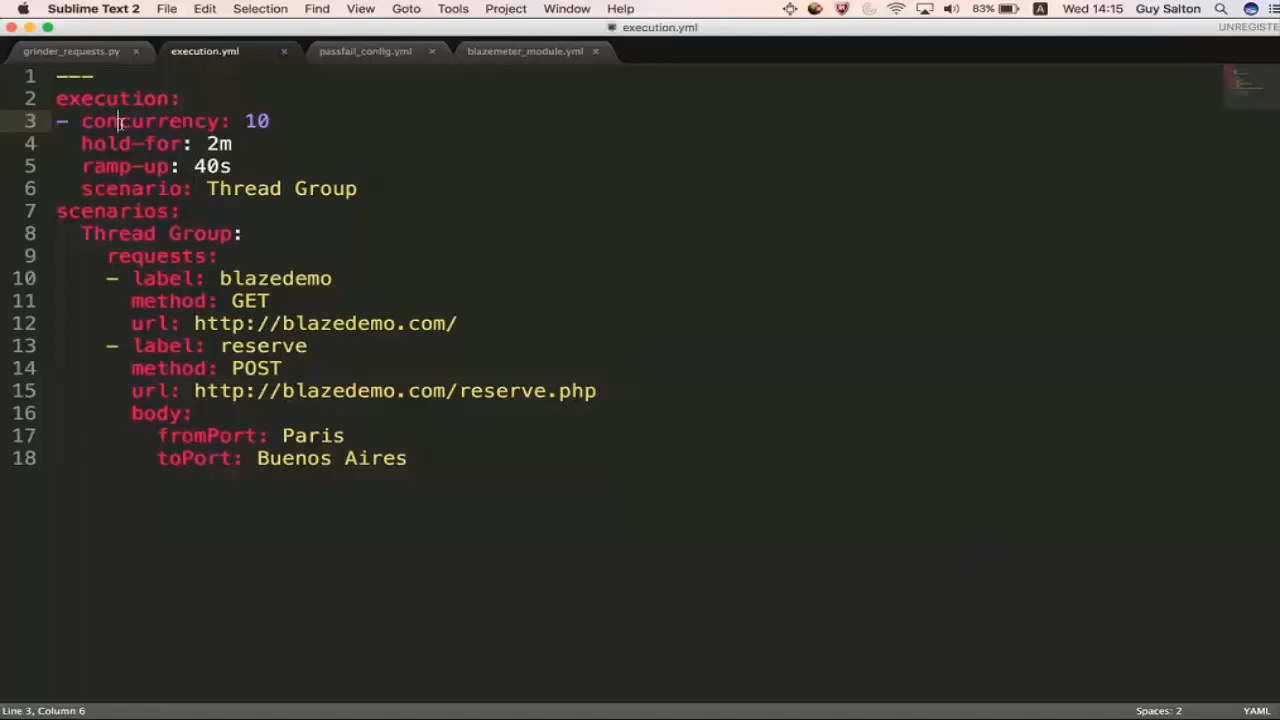 Sublime Text 2 File Edit Selection Find View Goto Tools Project Window Help 83% A Wed 14:15 Guy Salton
execution.yml UNREGISTE
grinder_requests.py × execution.yml × passfail_config.yml × blazemeter_module.yml ×
1 ---
2 execution:
3 - concurrency: 10
4 hold-for: 2m
5 ramp-up: 40s
6 scenario: Thread Group
7 scenarios:
8 Thread Group:
9 requests:
10 - label: blazedemo
11 method: GET
12 url: http://blazedemo.com/
13 - label: reserve
14 method: POST
15 url: http://blazedemo.com/reserve.php
16 body:
17 fromPort: Paris
18 toPort: Buenos Aires
Line 3, Column 6 Spaces: 2 YAML